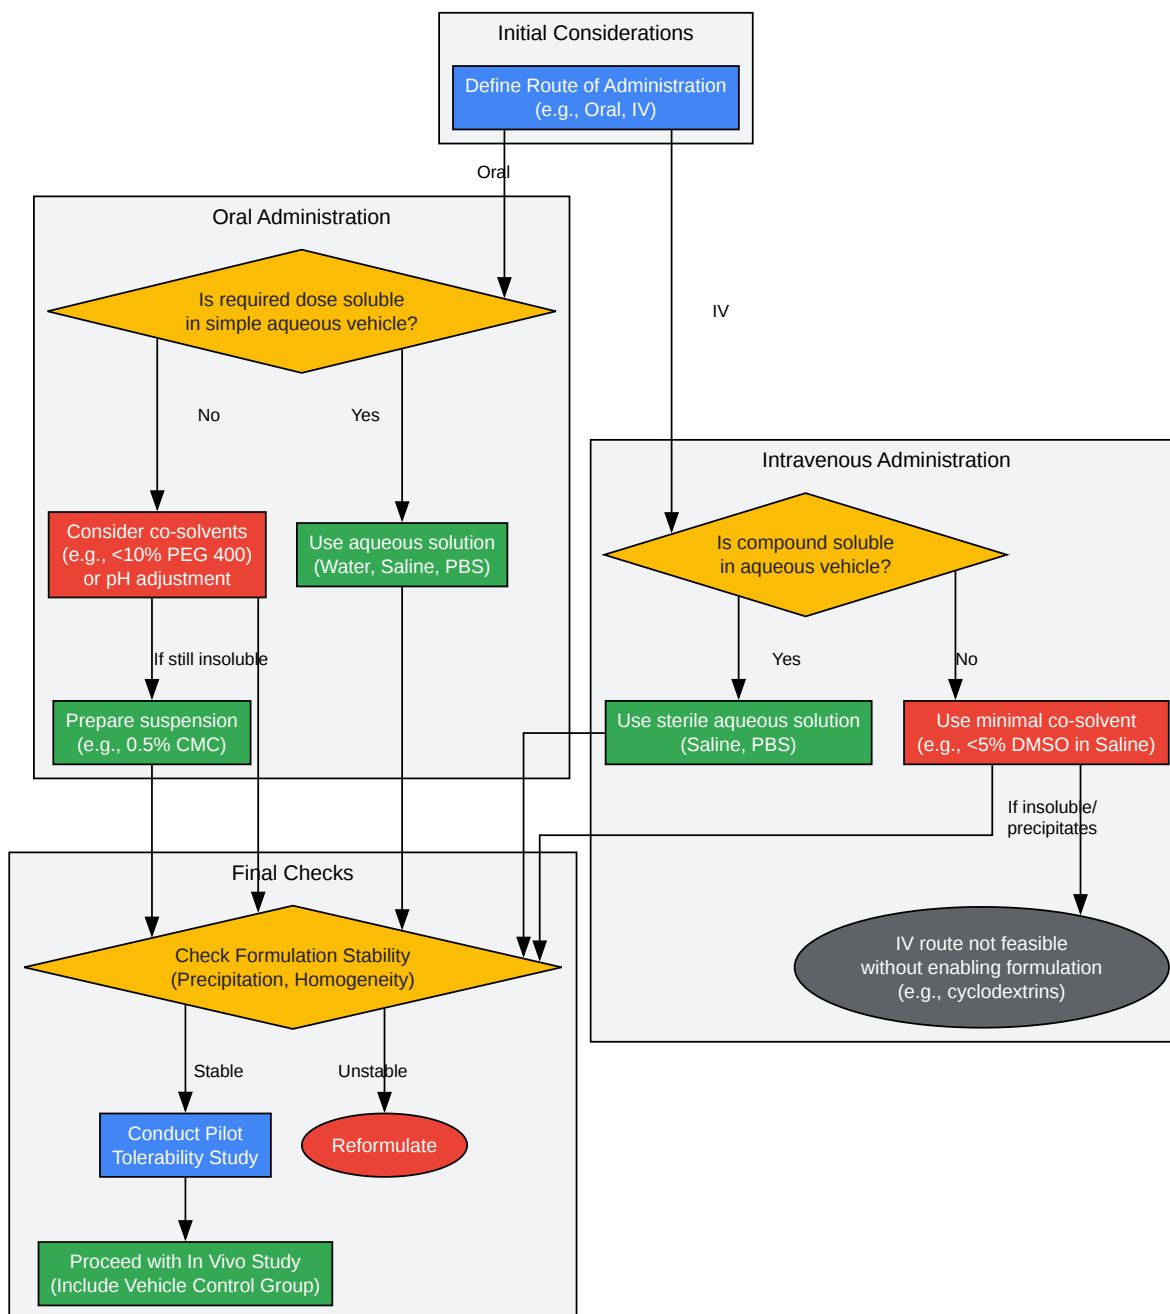 Initial Considerations
Define Route of Administration
(e.g., Oral, IV)
Oral
Oral Administration
Is required dose soluble
in simple aqueous vehicle?
IV
No
Yes
Intravenous Administration
Consider co-solvents
(e.g., <10% PEG 400)
or pH adjustment
Use aqueous solution
(Water, Saline, PBS)
Is compound soluble
in aqueous vehicle?
If still insoluble
Yes
No
Prepare suspension
(e.g., 0.5% CMC)
Use sterile aqueous solution
(Saline, PBS)
Use minimal co-solvent
(e.g., <5% DMSO in Saline)
If insoluble/
precipitates
Final Checks
Check Formulation Stability
(Precipitation, Homogeneity)
IV route not feasible
without enabling formulation
(e.g., cyclodextrins)
Stable
Unstable
Conduct Pilot
Tolerability Study
Reformulate
Proceed with In Vivo Study
(Include Vehicle Control Group)